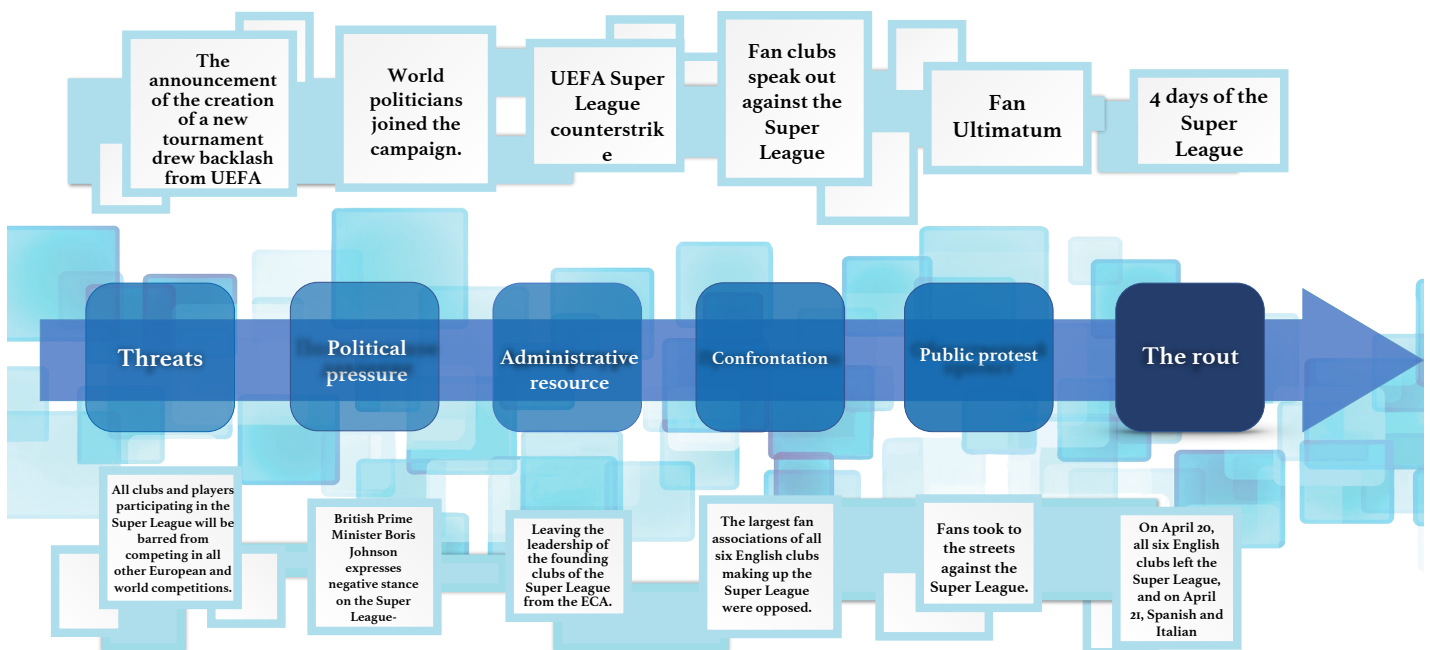 The
announcement
of the creation
of a new
tournament
drew backlash
from UEFA
World
politicians
joined the
campaign.
UEFA Super
League
counterstrik
e
Fan clubs
speak out
against the
Super
League
Fan
Ultimatum
4 days of the
Super
League
Threats
Political
pressure
Administrative
resource
Confrontation
Public protest
The rout
All clubs and players
participating in the
Super League will be
barred from
competing in all
other European and
world competitions.
British Prime
Minister Boris
Johnson
expresses
negative stance
on the Super
League-
Leaving the
leadership of
the founding
clubs of the
Super League
from the ECA.
The largest fan
associations of all
six English clubs
making up the
Super League
were opposed.
Fans took to
the streets
against the
Super League.
On April 20,
all six English
clubs left the
Super League,
and on April
21, Spanish and
Italian